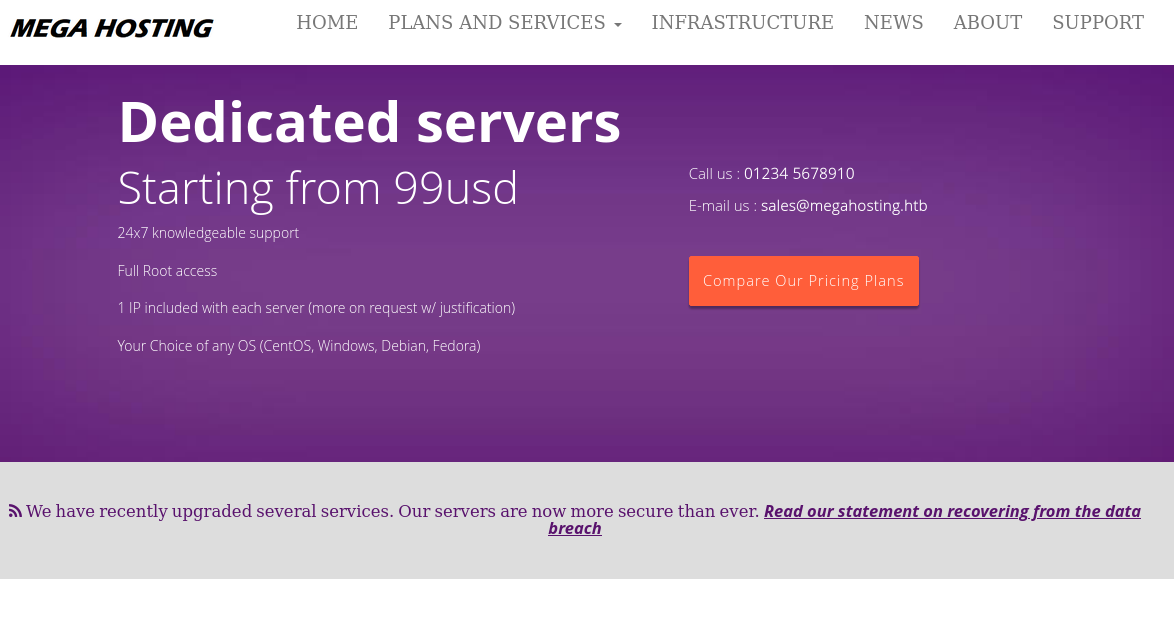 MEGA HOSTING
HOME PLANS AND SERVICES INFRASTRUCTURE NEWS ABOUT SUPPORT
Dedicated servers
Starting from 99usd
24x7 knowledgeable support
Full Root access
1 IP included with each server (more on request w/ justification)
Your Choice of any OS (CentOS, Windows, Debian, Fedora)
Call us : 01234 5678910
E-mail us : sales@megahosting.htb
Compare Our Pricing Plans
We have recently upgraded several services. Our servers are now more secure than ever. Read our statement on recovering from the data
breach